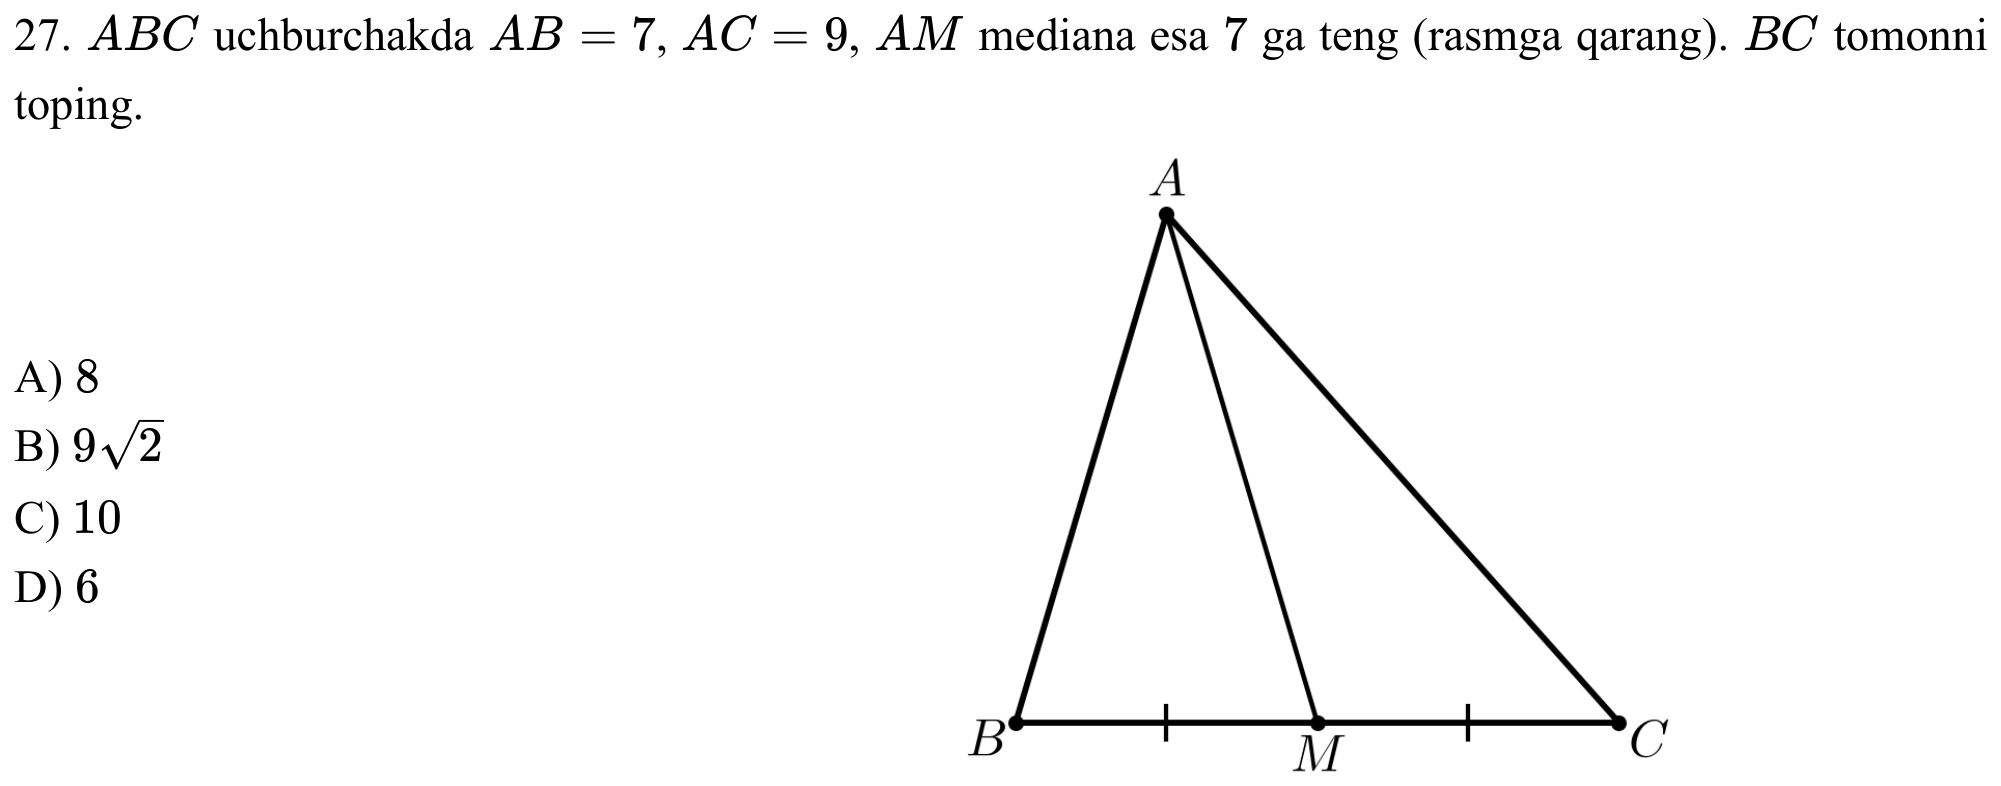 27. ABC uchburchakda AB = 7, AC = 9, AM mediana esa 7 ga teng (rasmga qarang). BC tomonni
toping.
A
A) 8
B) 9√2
C) 10
D) 6
B
M
C